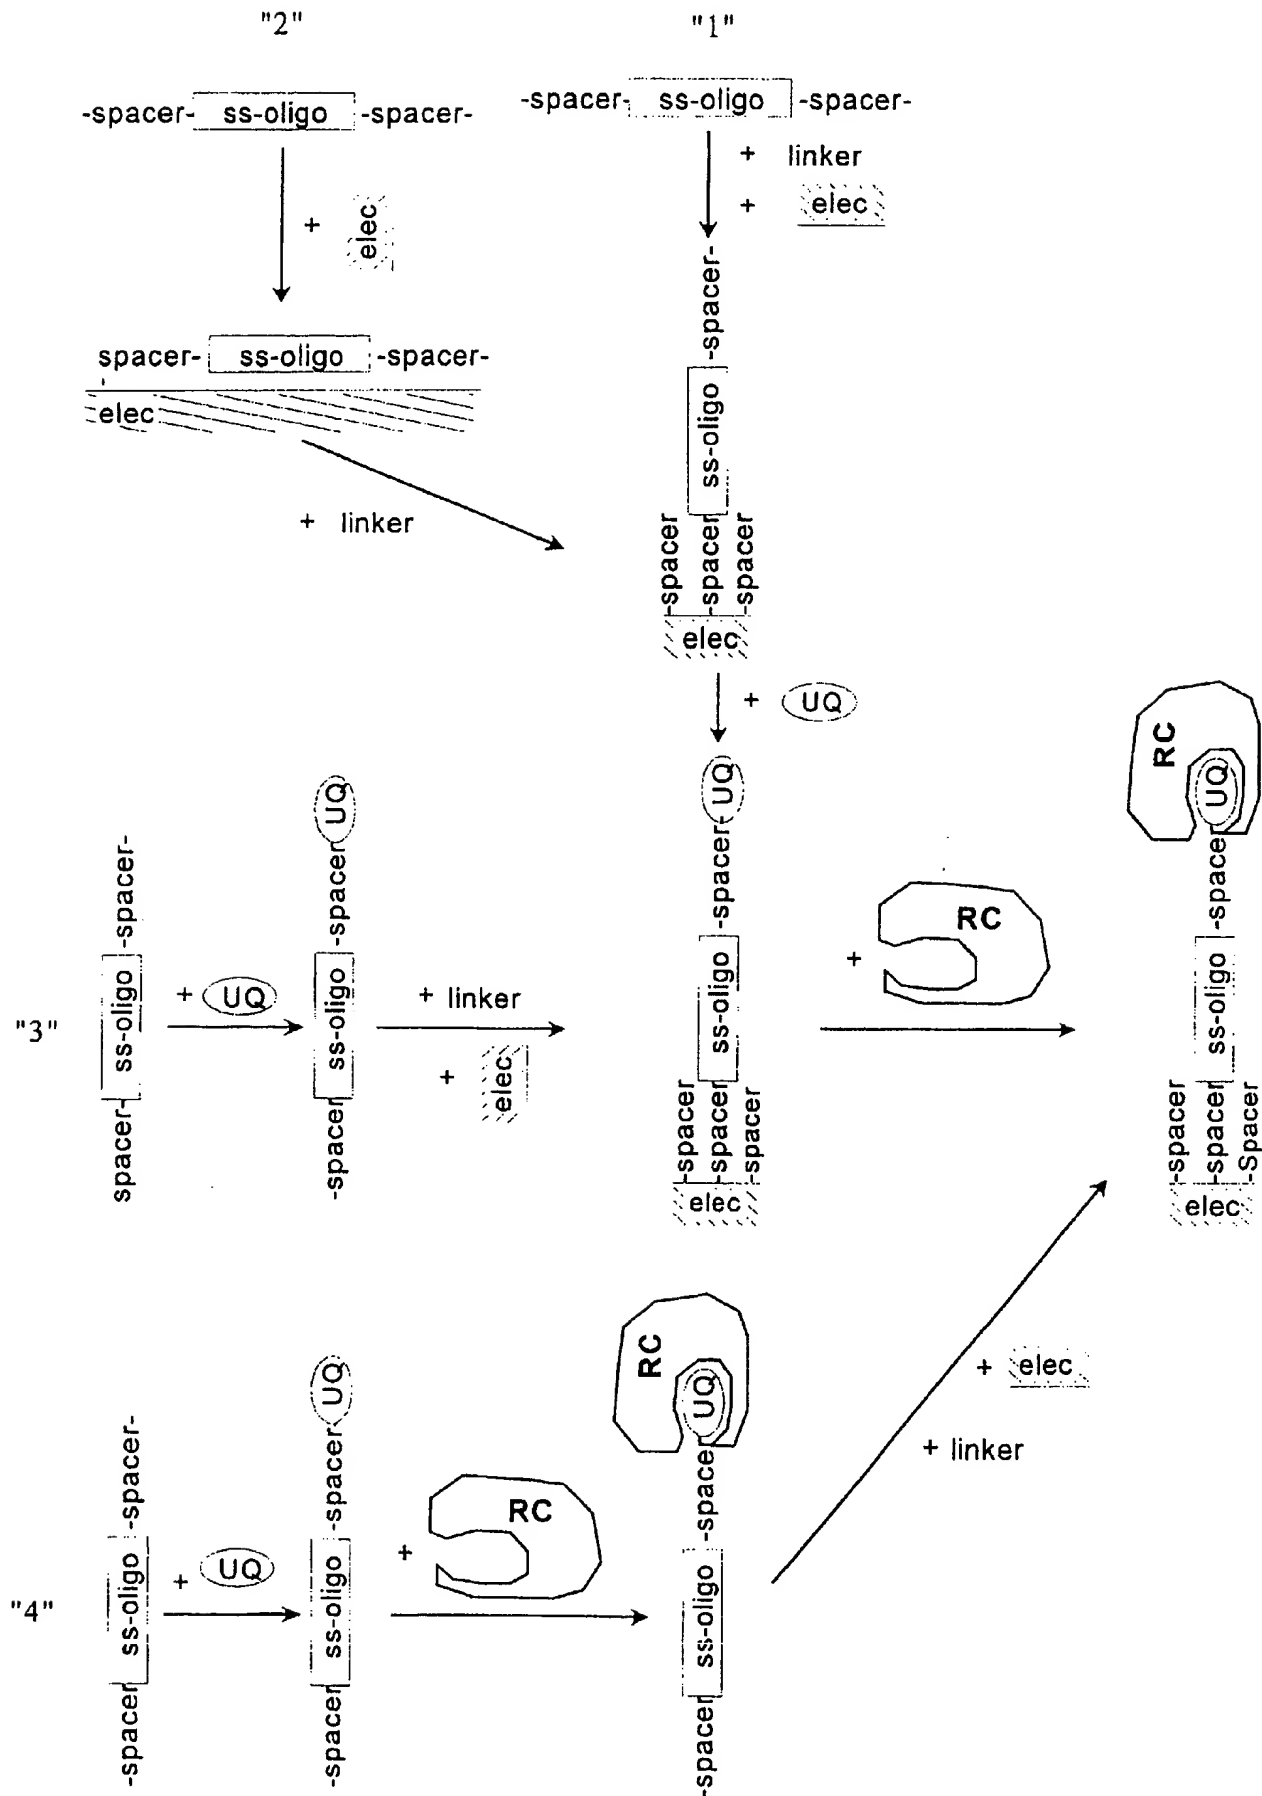 "2"
"1"
-spacer- ss-oligo -spacer-
-spacer- ss-oligo -spacer-
+ linker
+ elec
+ elec
-spacer-
spacer- ss-oligo -spacer-
elec
ss-oligo
+ linker
-spacer -spacer -spacer
elec
+ UQ
RC
UQ
UQ
UQ
-spacer-
-spacer
-spacer-
-spacer
RC
+
ss-oligo
+ UQ
ss-oligo
+ linker
ss-oligo
ss-oligo
"3"
+ elec
spacer-
-spacer
-spacer -spacer -spacer
-spacer -spacer -Spacer
elec
elec
RC
UQ
UQ
+ elec
-spacer-
-spacer
-spacer
+ linker
RC
+
ss-oligo
+ UQ
ss-oligo
ss-oligo
"4"
-spacer
-spacer
-spacer